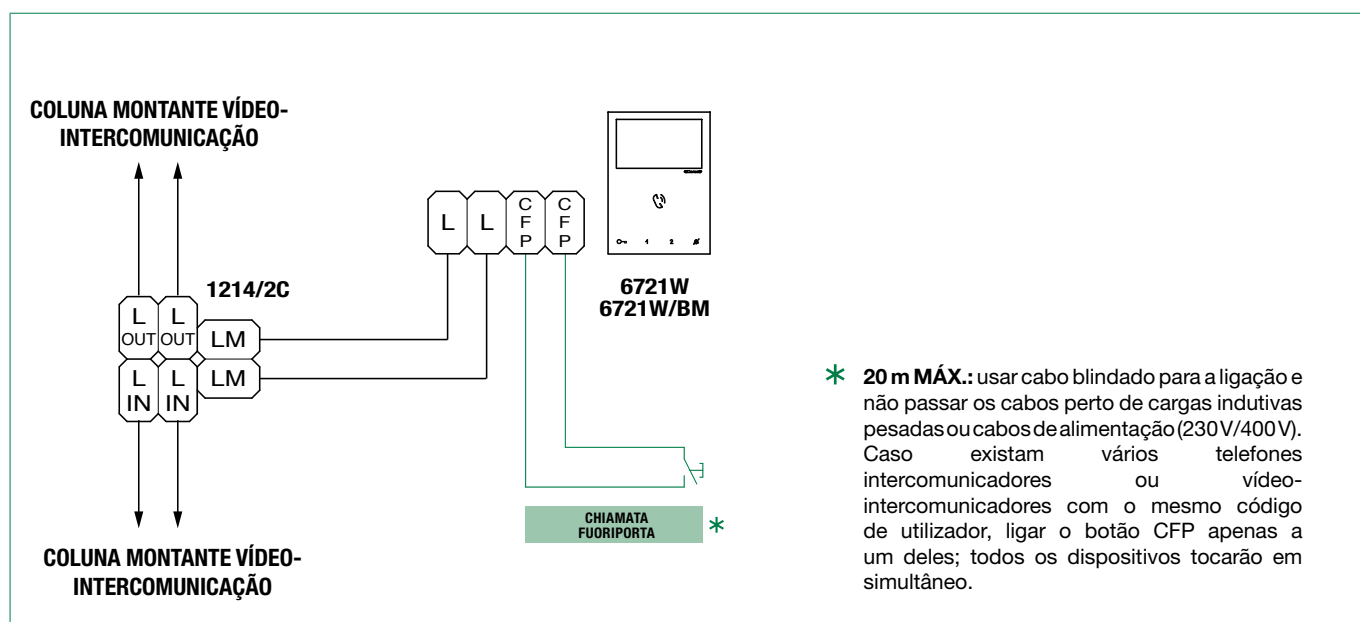 COLUNA MONTANTE VÍDEO-
INTERCOMUNICAÇÃO
L
L
C
F
P
C
F
P
1 2
6721W
6721W/BM
1214/2C
L
OUT
L
OUT
LM
LM
L
IN
L
IN
CHIAMATA
FUORIPORTA
COLUNA MONTANTE VÍDEO-
INTERCOMUNICAÇÃO
20 m MÁX.: usar cabo blindado para a ligação e
não passar os cabos perto de cargas indutivas
pesadas ou cabos de alimentação (230 V/400 V).
Caso existam vários telefones
intercomunicadores ou vídeo-
intercomunicadores com o mesmo código
de utilizador, ligar o botão CFP apenas a
um deles; todos os dispositivos tocarão em
simultâneo.